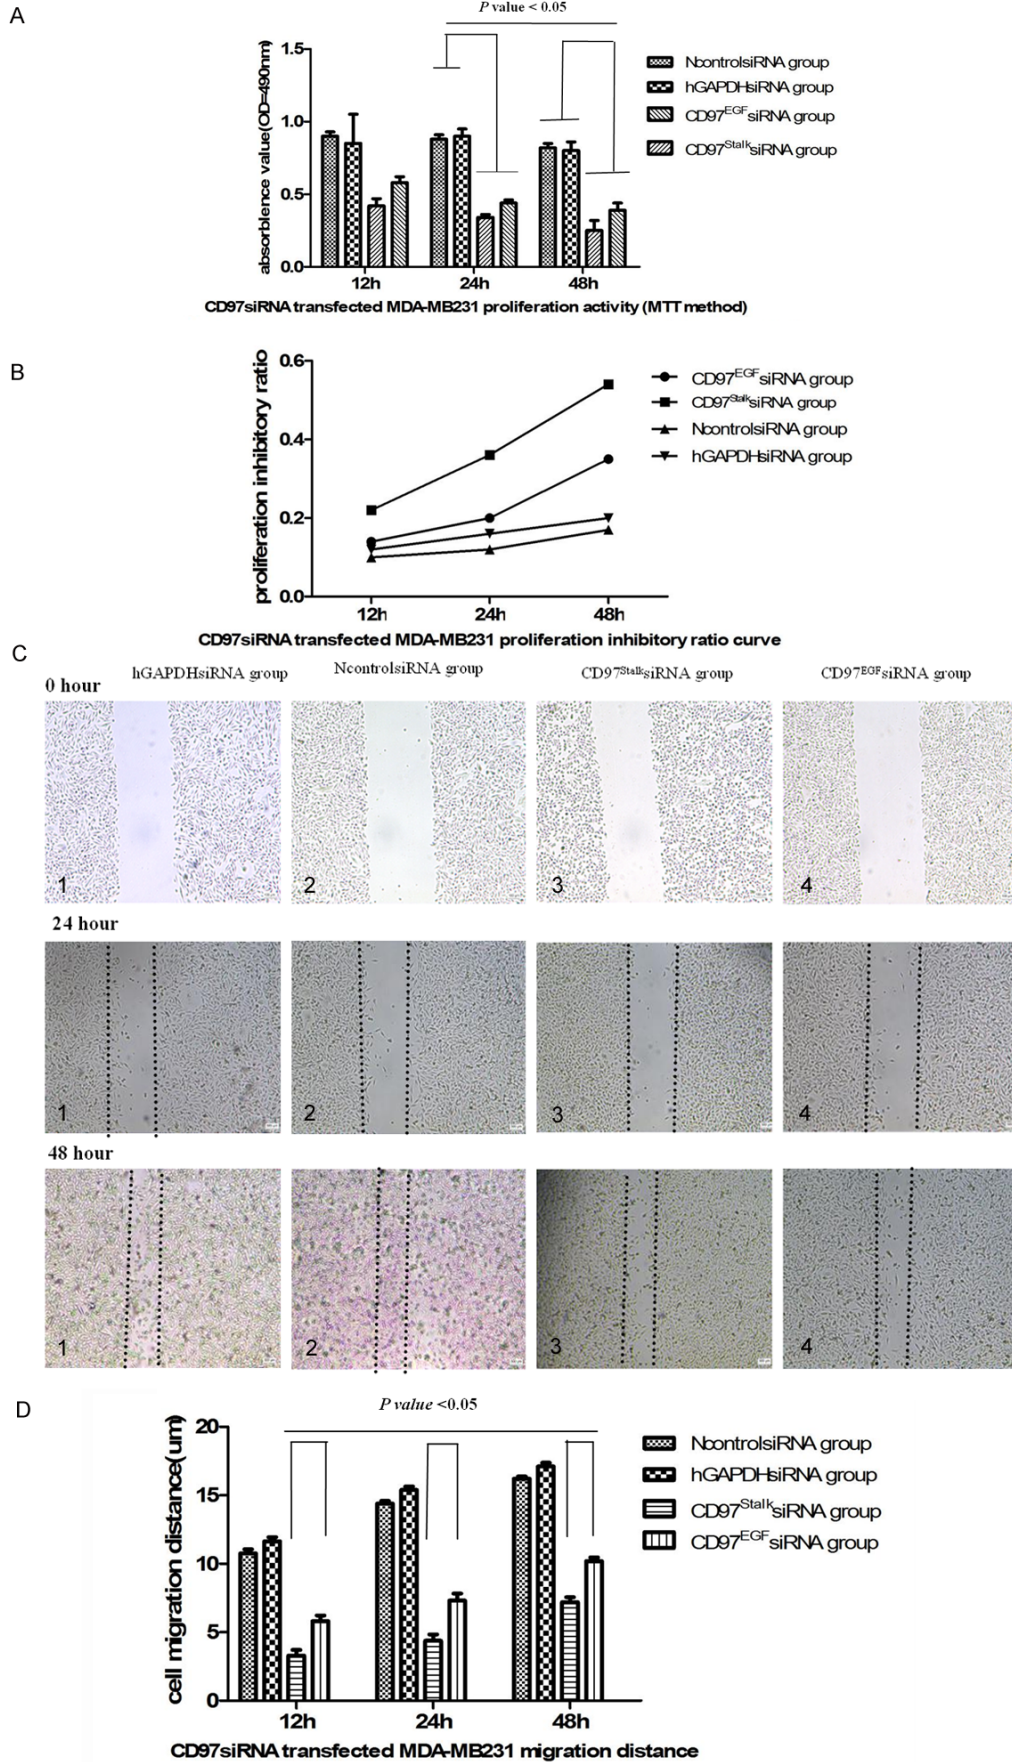 A
P value < 0.05
absorblence value(OD=490nm)
1.5
1.0
0.5
0.0
12h 24h 48h
NcontrolsiRNA group
hGAPDHsiRNA group
CD97EGFsiRNA group
CD97StalksiRNA group
CD97siRNA transfected MDA-MB231 proliferation activity (MTT method)
B
proliferation inhibitory ratio
0.6
0.4
0.2
0.0
12h 24h 48h
CD97EGFsiRNA group
CD97StalksiRNA group
NcontrolsiRNA group
hGAPDHsiRNA group
CD97siRNA transfected MDA-MB231 proliferation inhibitory ratio curve
C
hGAPDHsiRNA group NcontrolsiRNA group CD97StalksiRNA group CD97EGFsiRNA group
0 hour
1 2 3 4
24 hour
1 2 3 4
48 hour
1 2 3 4
D
P value <0.05
cell migration distance(um)
20
15
10
5
0
12h 24h 48h
NcontrolsiRNA group
hGAPDHsiRNA group
CD97StalksiRNA group
CD97EGFsiRNA group
CD97siRNA transfected MDA-MB231 migration distance